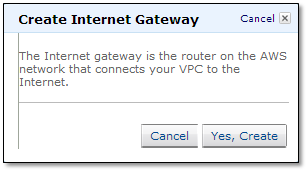 Create Internet Gateway Cancel
The Internet gateway is the router on the AWS
network that connects your VPC to the
Internet.
Cancel Yes, Create